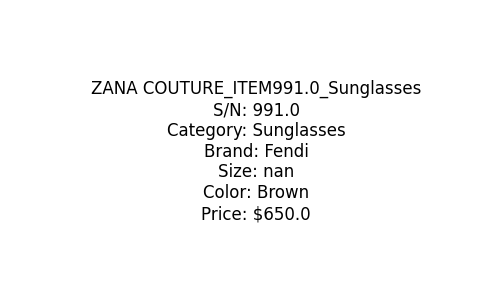 ZANA COUTURE_ITEM991.0_Sunglasses
S/N: 991.0
Category: Sunglasses
Brand: Fendi
Size: nan
Color: Brown
Price: $650.0